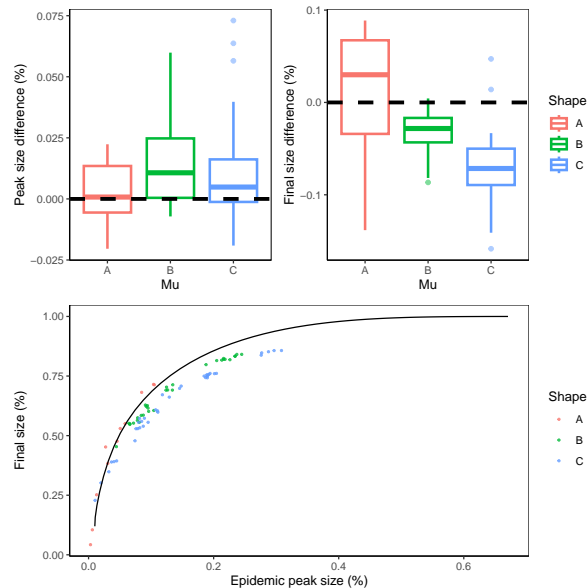 Peak size difference (%)
0.075
0.050
0.025
0.000
−0.025
A B C
Mu
Final size difference (%)
0.1
0.0
−0.1
A B C
Mu
Shape
A
B
C
Final size (%)
1.00
0.75
0.50
0.25
0.00
0.0 0.2 0.4 0.6
Epidemic peak size (%)
Shape
A
B
C